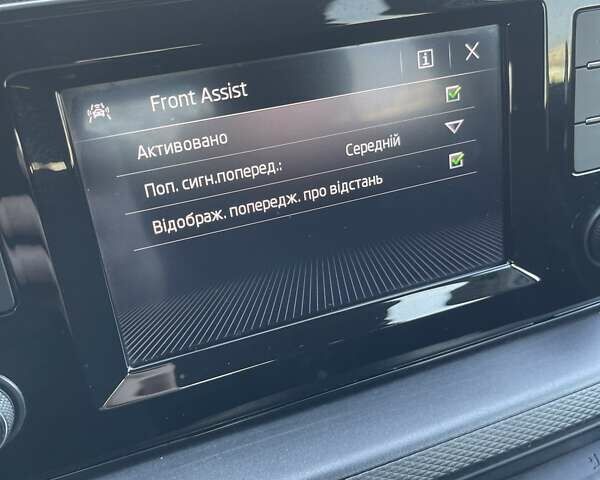 Front Assist
Активовано
Поп. сигн.поперед.: Середній
Відображ. попередж. про відстань